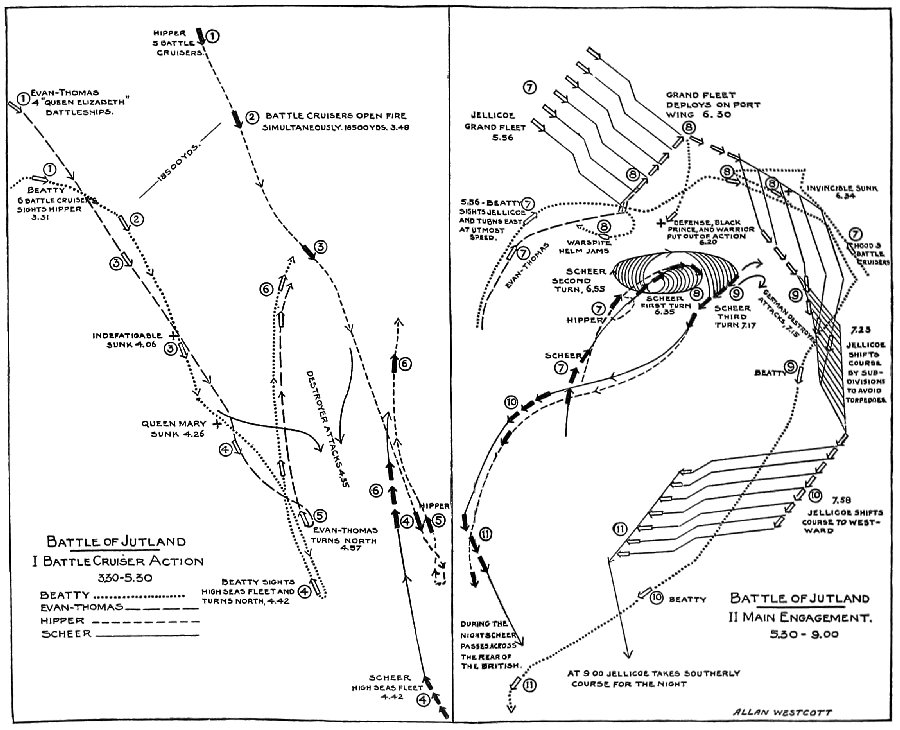 HIPPER
5 BATTLE
CRUISERS.
1
1
EVAN-THOMAS
4 "QUEEN ELIZABETH"
BATTLESHIPS.
2
BATTLE CRUISERS OPEN FIRE
SIMULTANEOUSLY. 18500 YDS. 3.48
18500 YDS.
1
BEATTY
6 BATTLE CRUISERS
SIGHTS HIPPER
3.31
2
3
3
6
INDEFATIGABLE
SUNK 4.06
3
6
DESTROYER ATTACKS 4.35
QUEEN MARY
SUNK 4.26
4
6
4
HIPPER
5
5
EVAN-THOMAS
TURNS NORTH
4.57
BATTLE OF JUTLAND
I BATTLE CRUISER ACTION
3.30-5.30
BEATTY
EVAN-THOMAS
HIPPER
SCHEER
BEATTY SIGHTS
HIGH SEAS FLEET AND
TURNS NORTH, 4.42
4
SCHEER
HIGH SEAS FLEET
4.42
4
7
JELLICOE
GRAND FLEET
5.56
GRAND FLEET
DEPLOYS ON PORT
WING 6.30
8
8
8
8
INVINCIBLE SUNK
6.34
5.56 - BEATTY
SIGHTS JELLICOE
AND TURNS EAST
AT UTMOST
SPEED.
7
7
EVAN-THOMAS
8
WARSPITE
HELM JAMS
DEFENSE, BLACK
PRINCE, AND WARRIOR
PUT OUT OF ACTION
6.20
7
HOOD 3
BATTLE
CRUISERS
SCHEER
SECOND
TURN, 6.55
SCHEER
FIRST TURN
6.35
8
9
SCHEER
THIRD
TURN 7.17
GERMAN DESTROYER
ATTACKS, 7.15
9
7
HIPPER
SCHEER
7
7.23
JELLICOE
SHIFTS
COURSE
BY SUB-
DIVISIONS
TO AVOID
TORPEDOES.
BEATTY
9
10
10
7.58
JELLICOE SHIFTS
COURSE TO WEST-
WARD
11
11
10
BEATTY
DURING THE
NIGHT SCHEER
PASSES ACROSS
THE REAR OF
THE BRITISH.
11
AT 9.00 JELLICOE TAKES SOUTHERLY
COURSE FOR THE NIGHT
BATTLE OF JUTLAND
II MAIN ENGAGEMENT.
5.30 - 9.00
ALLAN WESTCOTT